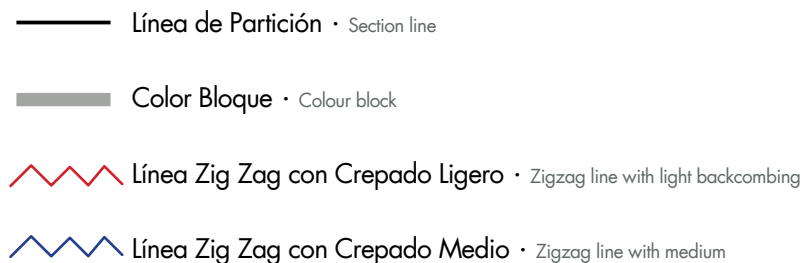 Línea de Partición · Section line
Color Bloque · Colour block
Línea Zig Zag con Crepado Ligero · Zigzag line with light backcombing
Línea Zig Zag con Crepado Medio · Zigzag line with medium